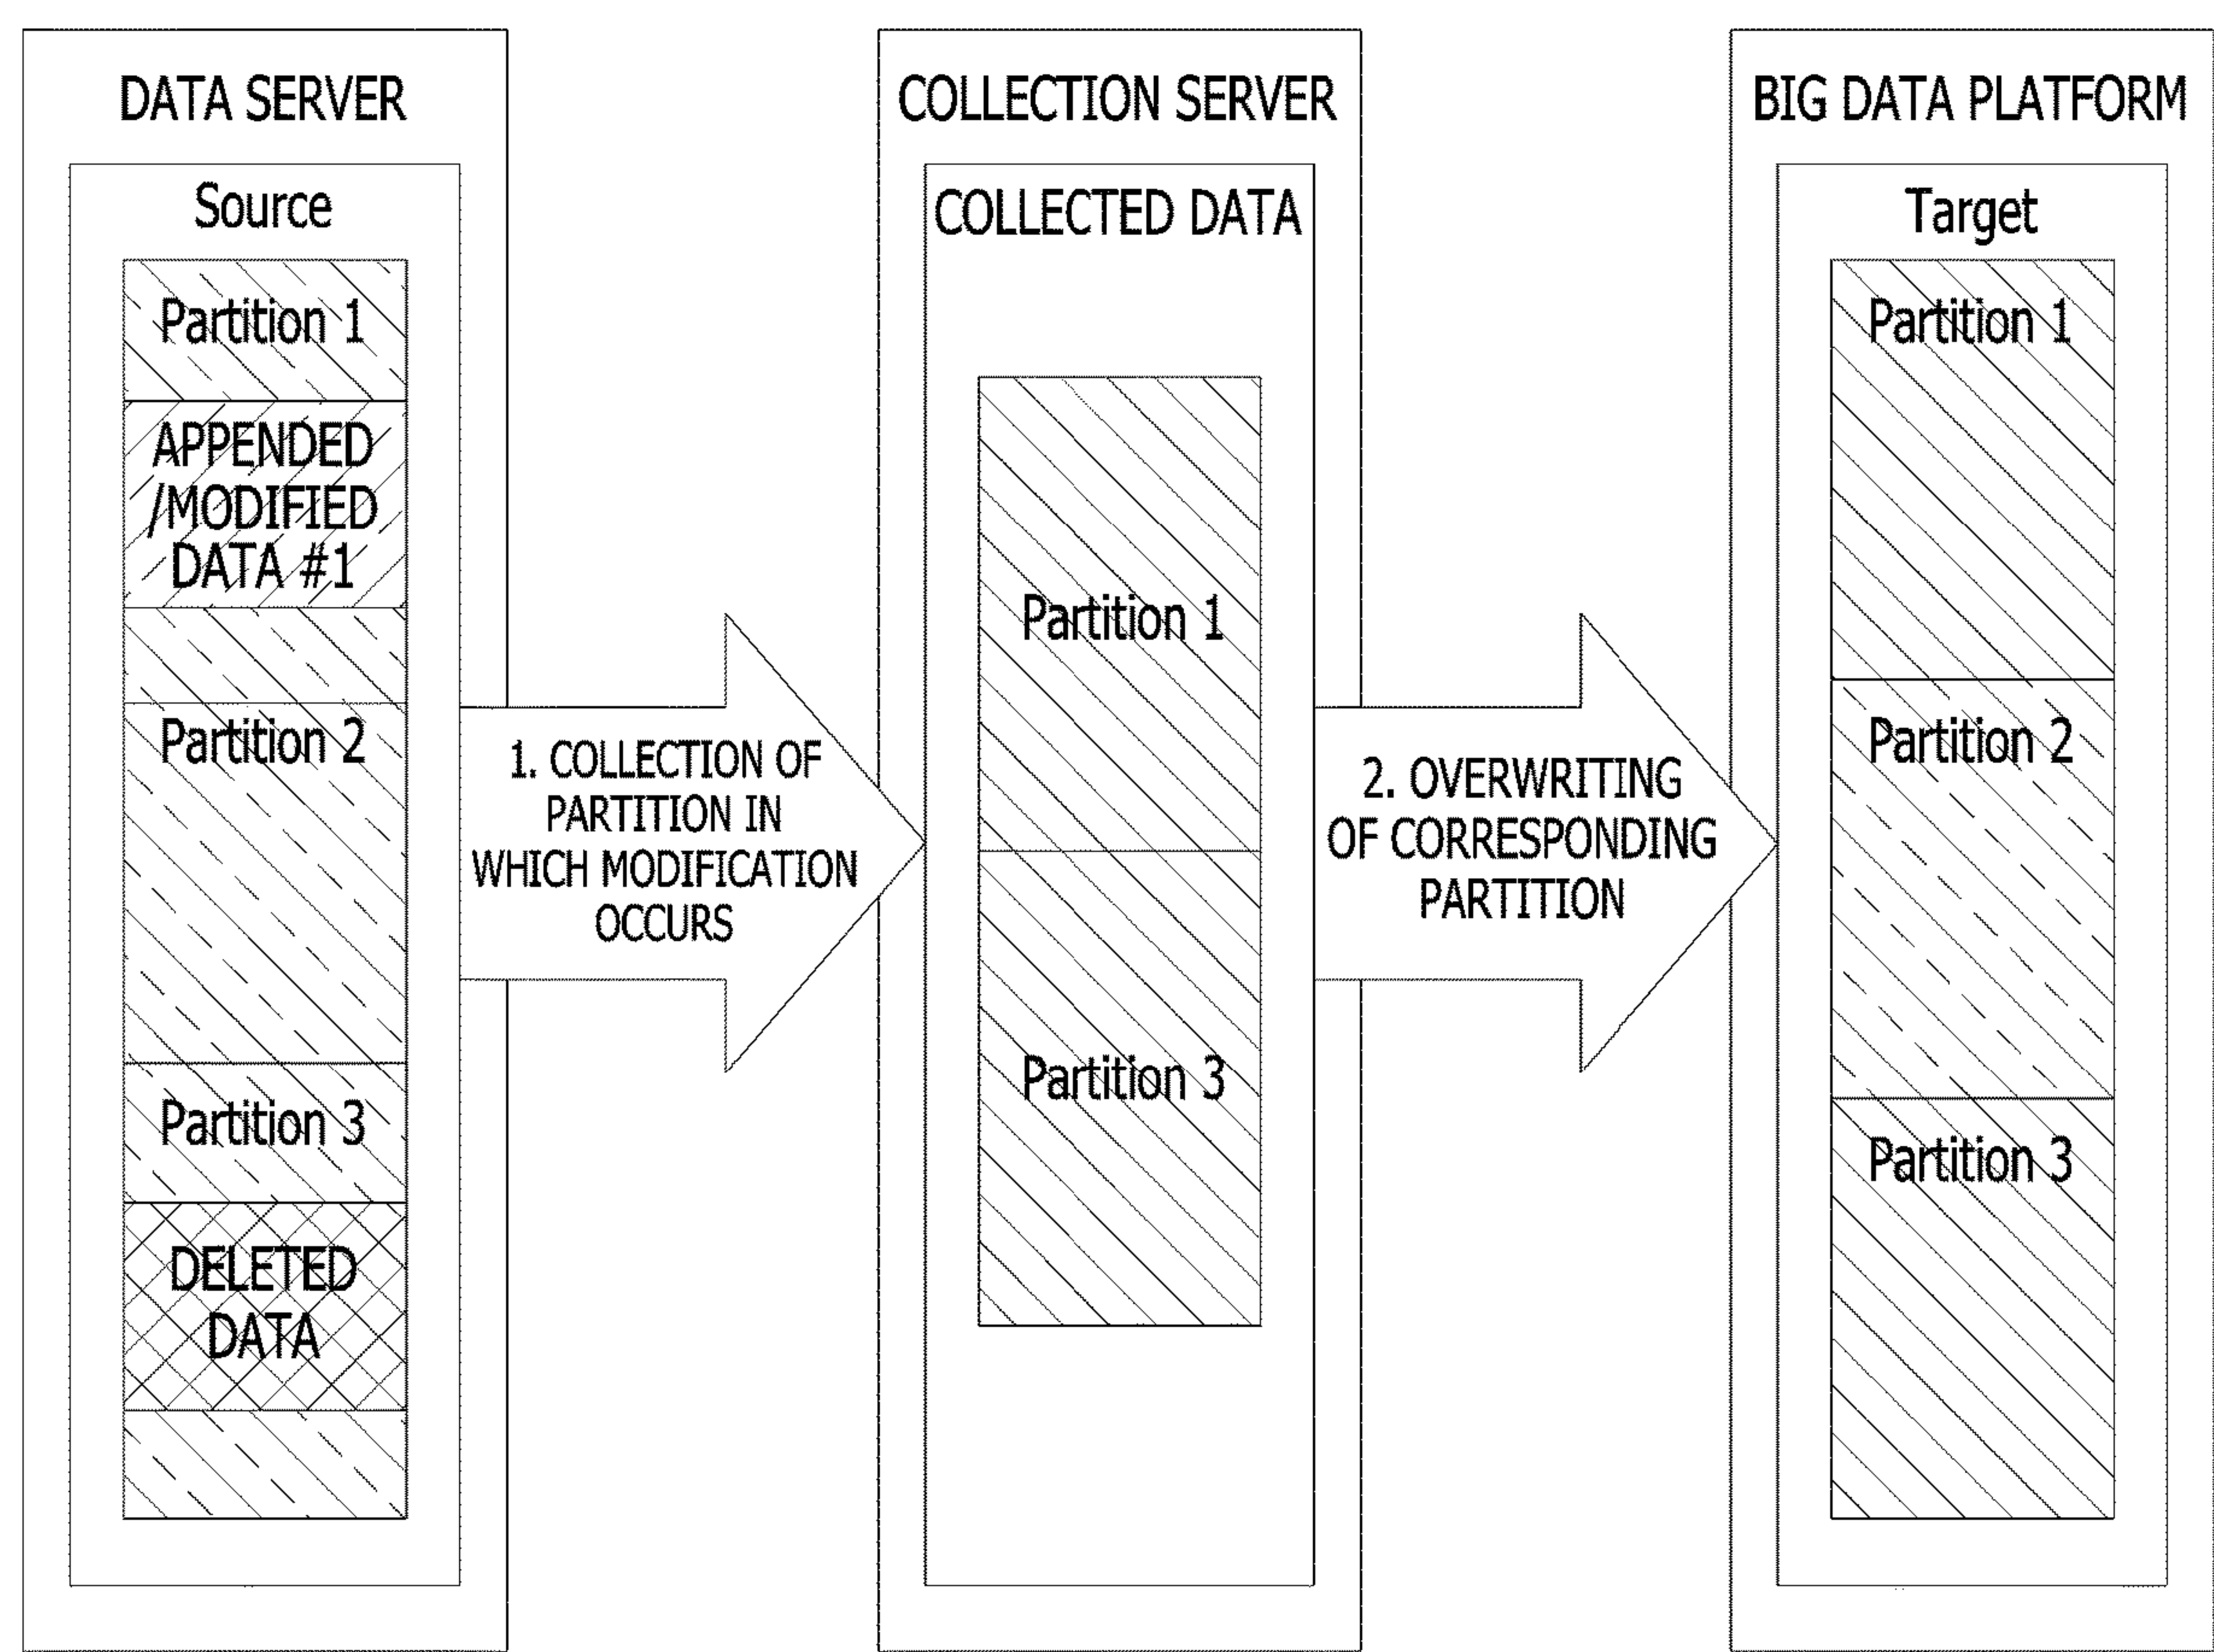 DATA SERVER
Source
Partition 1
APPENDED
/MODIFIED
DATA #1
Partition 2
Partition 3
DELETED
DATA
1. COLLECTION OF
PARTITION IN
WHICH MODIFICATION
OCCURS
COLLECTION SERVER
COLLECTED DATA
Partition 1
Partition 3
2. OVERWRITING
OF CORRESPONDING
PARTITION
BIG DATA PLATFORM
Target
Partition 1
Partition 2
Partition 3